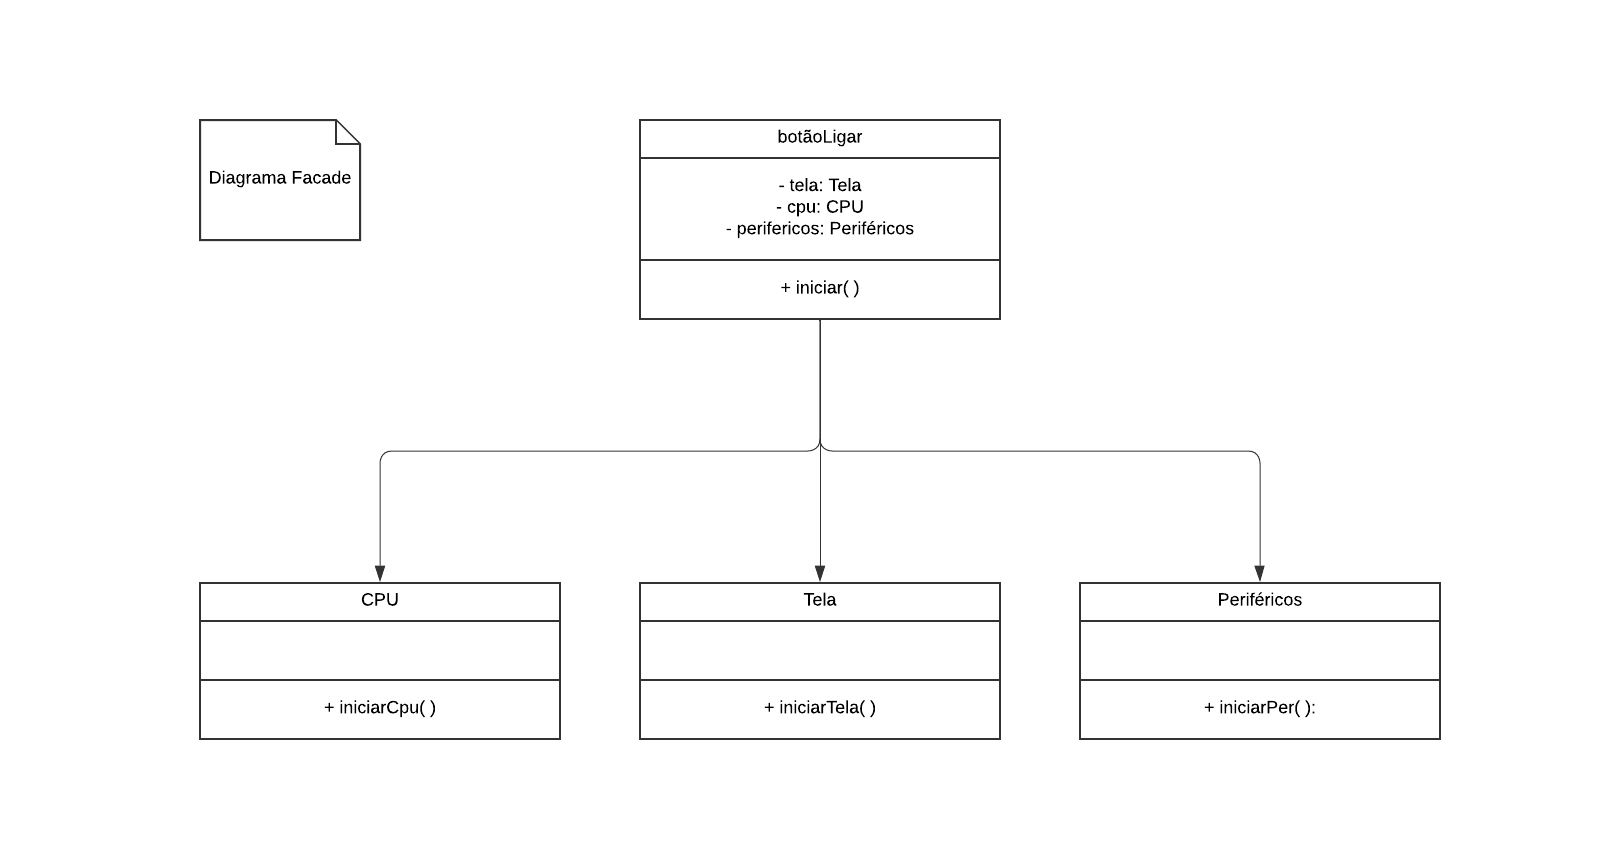 Diagrama Facade
botãoLigar
- tela: Tela
- cpu: CPU
- perifericos: Periféricos
+ iniciar( )
CPU
+ iniciarCpu( )
Tela
+ iniciarTela( )
Periféricos
+ iniciarPer( ):